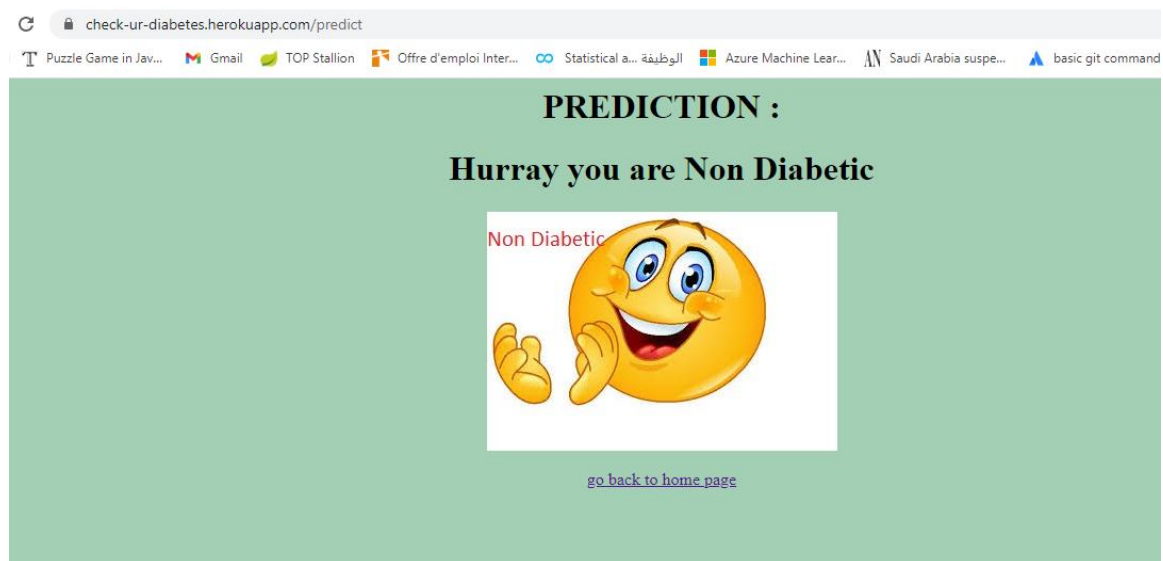 check-ur-diabetes.herokuapp.com/predict
Puzzle Game in Jav... Gmail TOP Stallion Offre d'emploi Inter... Statistical a... الوظيفة Azure Machine Lear... Saudi Arabia suspe... basic git command
PREDICTION :
Hurray you are Non Diabetic
Non Diabetic
go back to home page